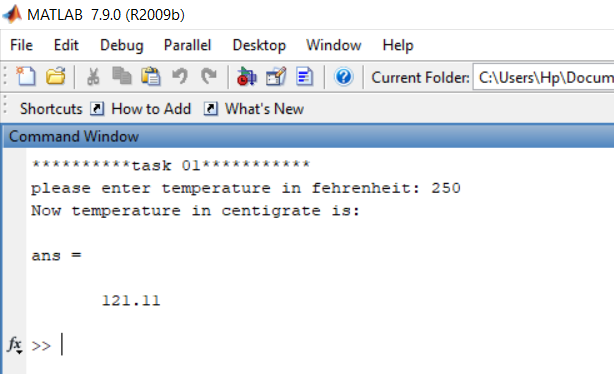 MATLAB 7.9.0 (R2009b)
File Edit Debug Parallel Desktop Window Help
Current Folder: C:\Users\Hp\Docum
Shortcuts How to Add What's New
Command Window
**********task 01***********
please enter temperature in fehrenheit: 250
Now temperature in centigrate is:
ans =
121.11
fx >>